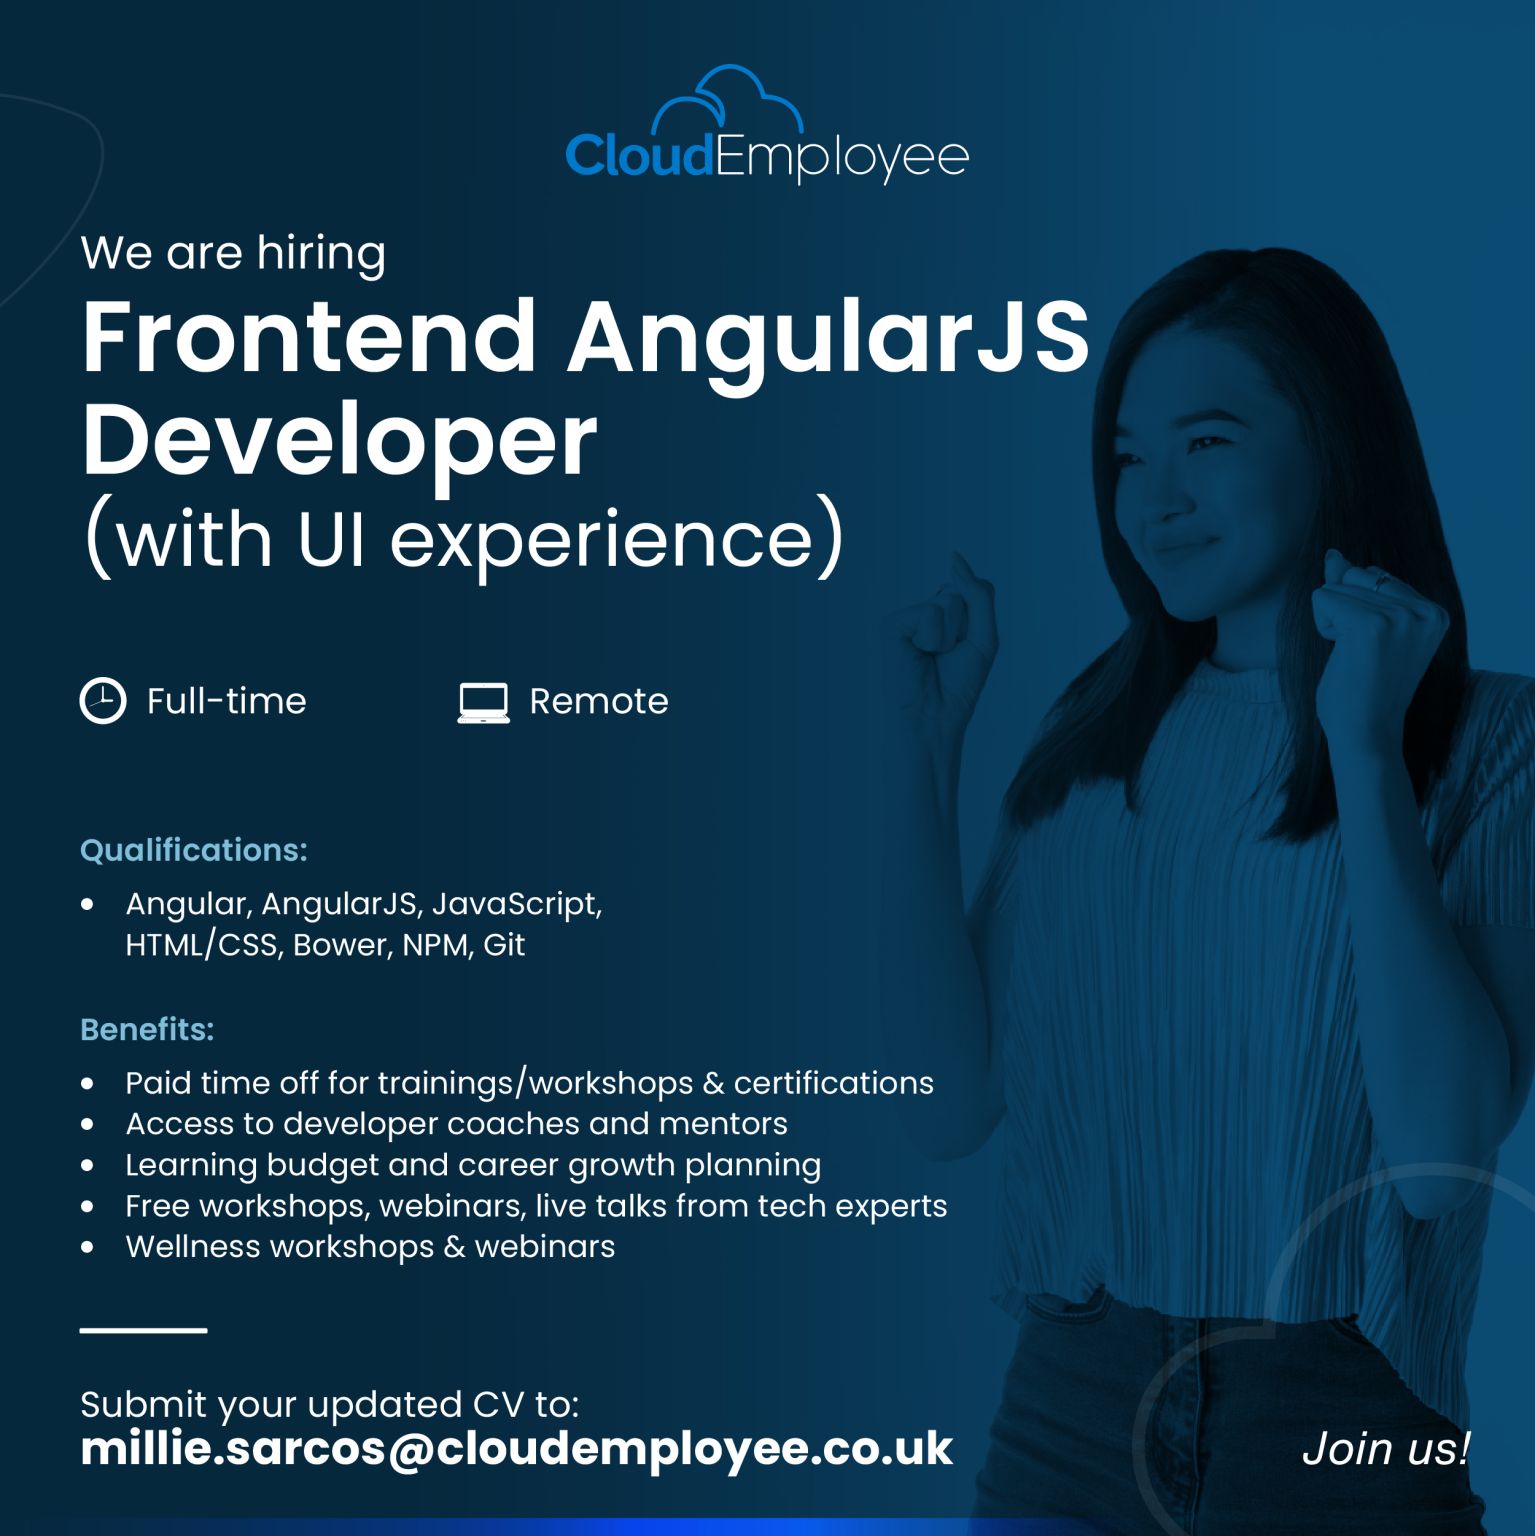 CloudEmployee
We are hiring
Frontend AngularJS
Developer
(with UI experience)
Full-time
Remote
Qualifications:
• Angular, AngularJS, JavaScript,
HTML/CSS, Bower, NPM, Git
Benefits:
• Paid time off for trainings/workshops & certifications
• Access to developer coaches and mentors
• Learning budget and career growth planning
• Free workshops, webinars, live talks from tech experts
• Wellness workshops & webinars
Submit your updated CV to:
millie.sarcos@cloudemployee.co.uk
Join us!